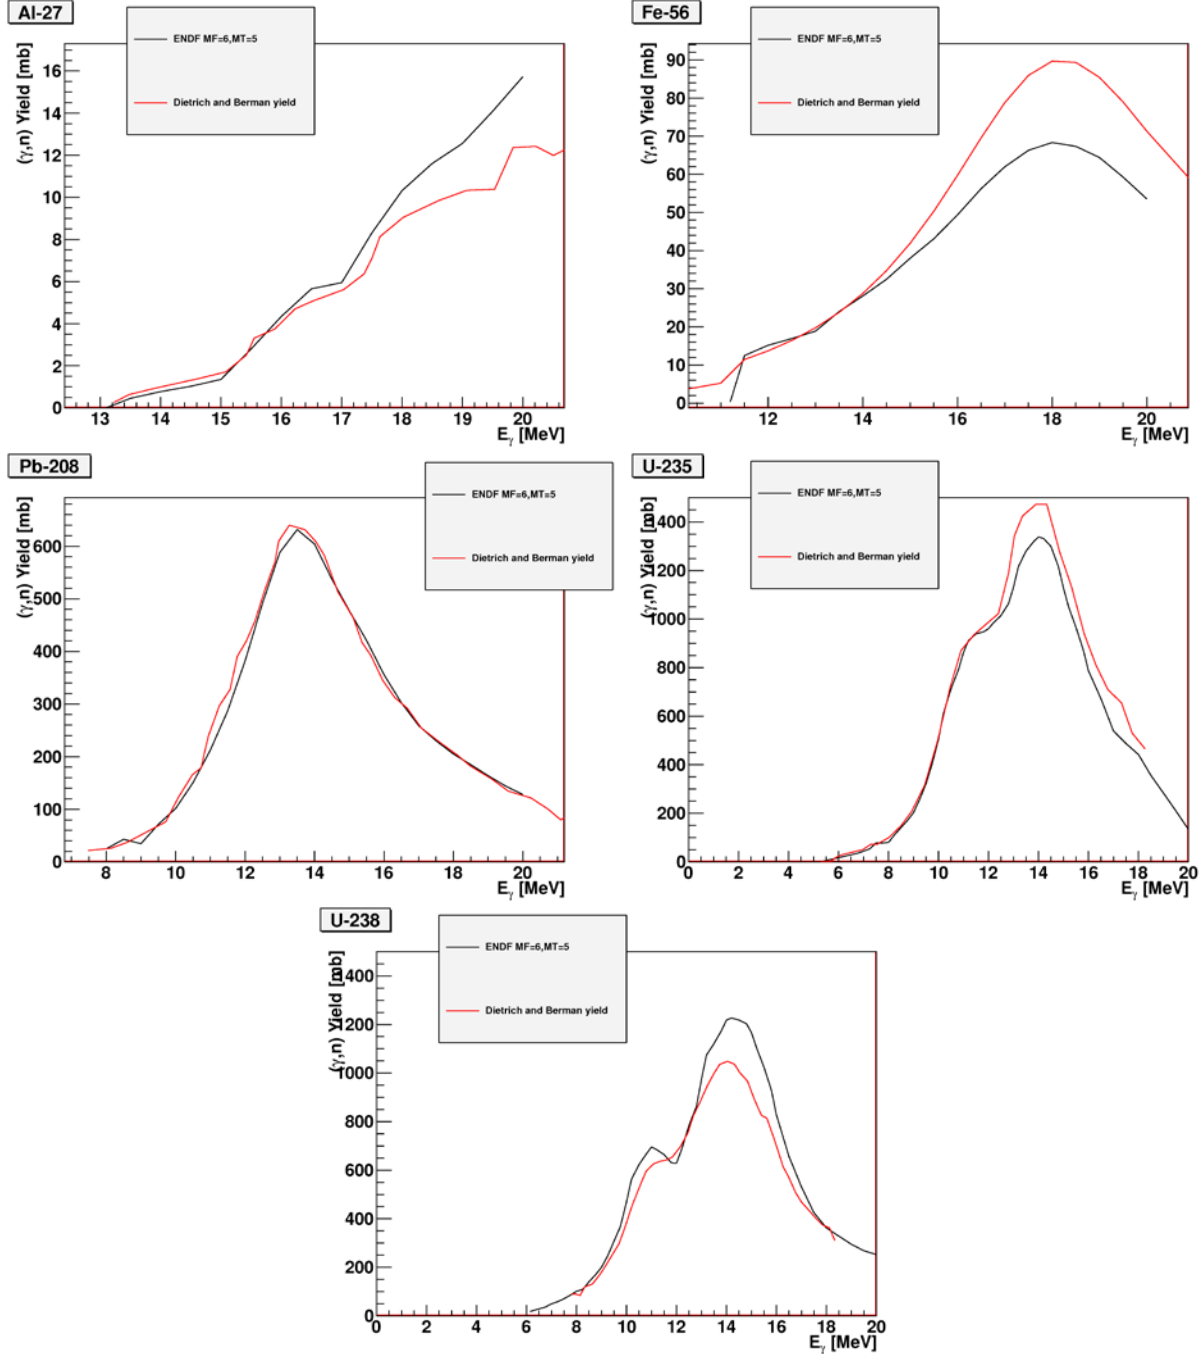 Al-27
ENDF MF=6,MT=5
Dietrich and Berman yield
(γ,n) Yield [mb]
16
14
12
10
8
6
4
2
0
13 14 15 16 17 18 19 20
Eγ [MeV]
Fe-56
ENDF MF=6,MT=5
Dietrich and Berman yield
(γ,n) Yield [mb]
90
80
70
60
50
40
30
20
10
0
12 14 16 18 20
Eγ [MeV]
Pb-208
ENDF MF=6,MT=5
Dietrich and Berman yield
(γ,n) Yield [mb]
600
500
400
300
200
100
0
8 10 12 14 16 18 20
Eγ [MeV]
U-235
ENDF MF=6,MT=5
Dietrich and Berman yield
(γ,n) Yield [mb]
1400
1200
1000
800
600
400
200
0
0 2 4 6 8 10 12 14 16 18 20
Eγ [MeV]
U-238
ENDF MF=6,MT=5
Dietrich and Berman yield
(γ,n) Yield [mb]
1400
1200
1000
800
600
400
200
0
0 2 4 6 8 10 12 14 16 18 20
Eγ [MeV]